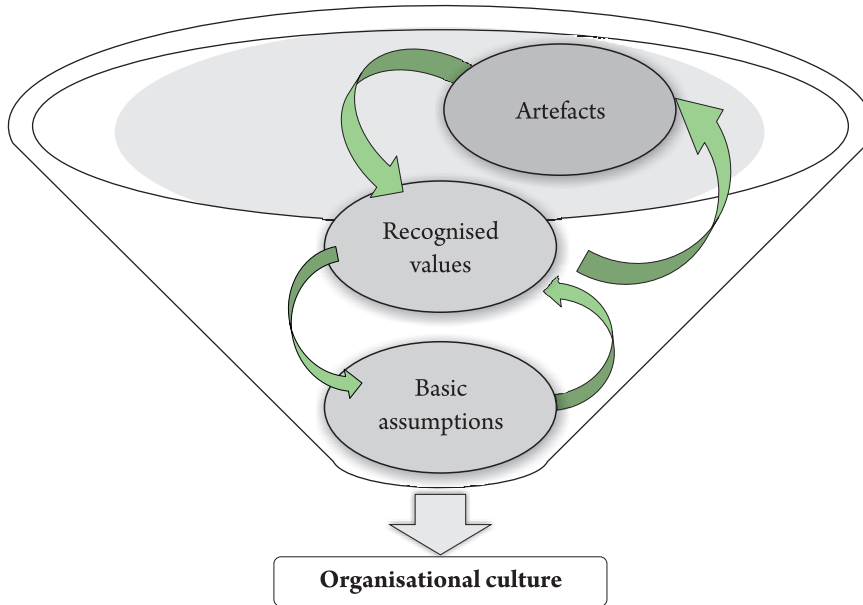 Artefacts
Recognised
values
Basic
assumptions
Organisational culture